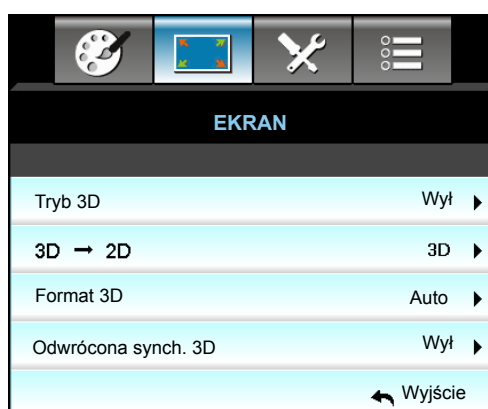 EKRAN
Tryb 3D Wył
3D → 2D 3D
Format 3D Auto
Odwrócona synch. 3D Wył
Wyjście